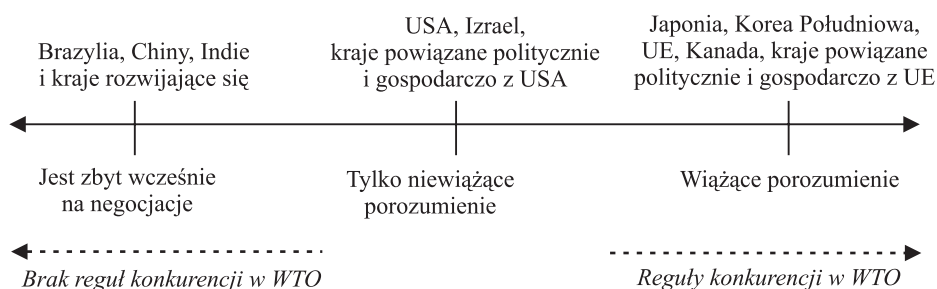 Brazylia, Chiny, Indie
i kraje rozwijające się
USA, Izrael,
kraje powiązane politycznie
i gospodarczo z USA
Japonia, Korea Południowa,
UE, Kanada, kraje powiązane
politycznie i gospodarczo z UE
Jest zbyt wcześnie
na negocjacje
Tylko niewiążące
porozumienie
Wiążące porozumienie
Brak reguł konkurencji w WTO
Reguły konkurencji w WTO